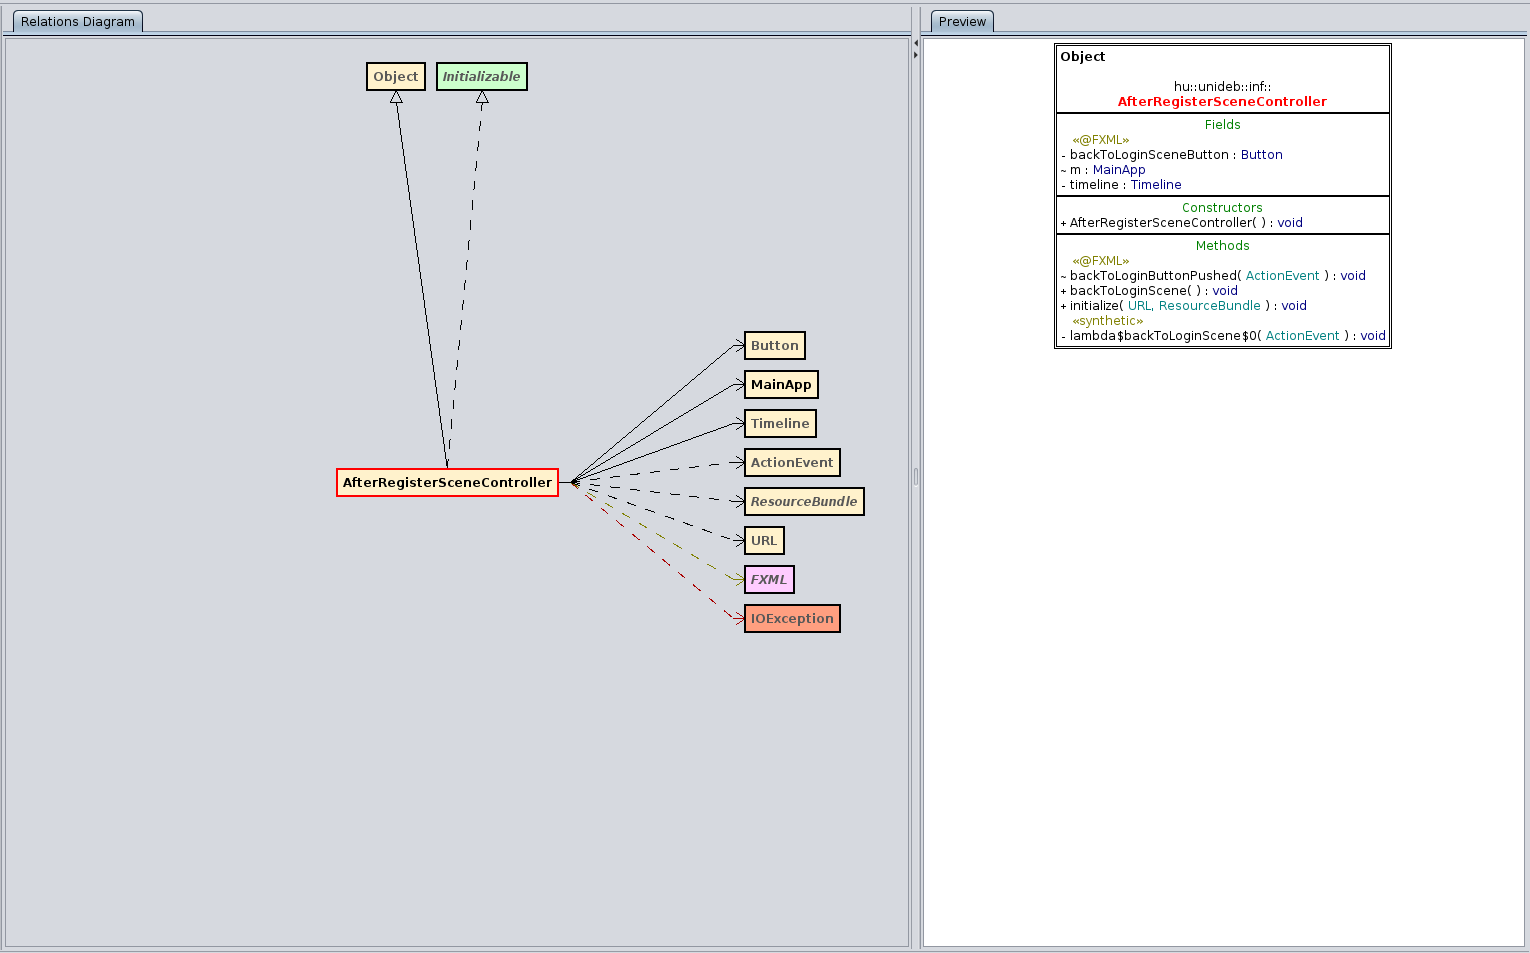 Relations Diagram
Object
Initializable
AfterRegisterSceneController
Button
MainApp
Timeline
ActionEvent
ResourceBundle
URL
FXML
IOException
Preview
Object
hu::unideb::inf::
AfterRegisterSceneController
Fields
«@FXML»
- backToLoginSceneButton : Button
~ m : MainApp
- timeline : Timeline
Constructors
+ AfterRegisterSceneController( ) : void
Methods
«@FXML»
~ backToLoginButtonPushed( ActionEvent ) : void
+ backToLoginScene( ) : void
+ initialize( URL, ResourceBundle ) : void
«synthetic»
- lambda$backToLoginScene$0( ActionEvent ) : void